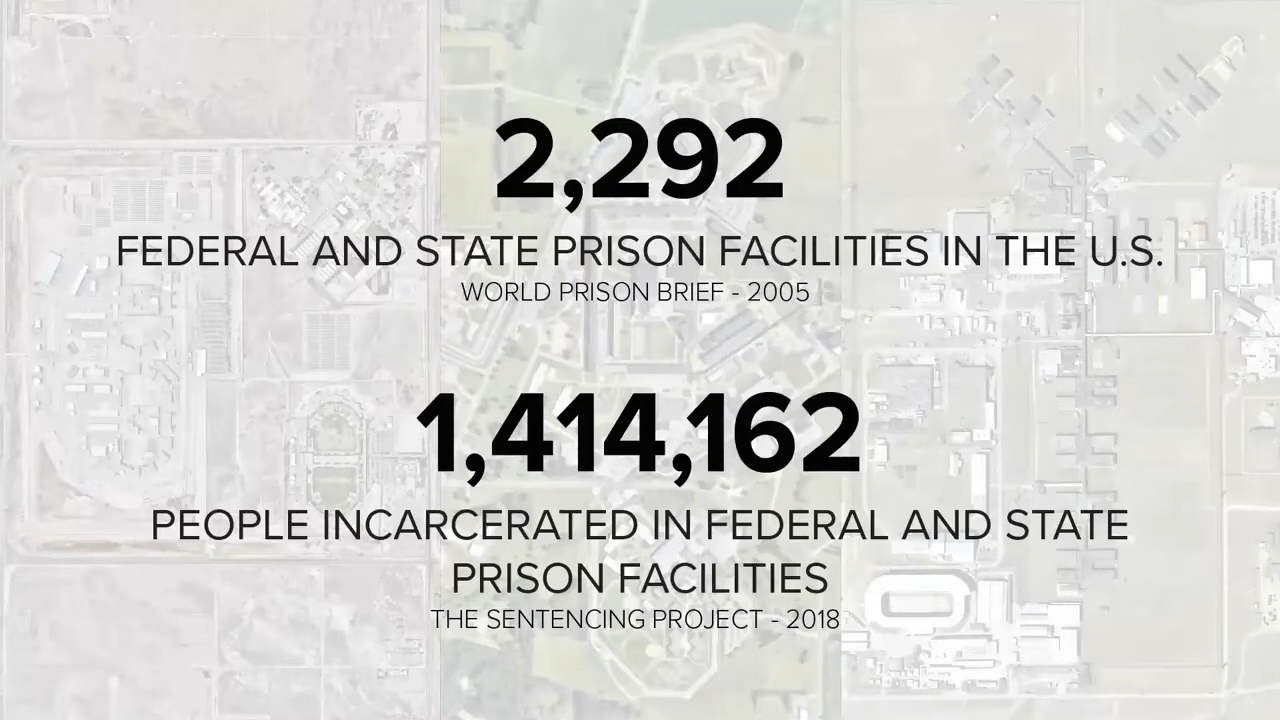 2,292
FEDERAL AND STATE PRISON FACILITIES IN THE U.S.
WORLD PRISON BRIEF - 2005
1,414,162
PEOPLE INCARCERATED IN FEDERAL AND STATE
PRISON FACILITIES
THE SENTENCING PROJECT - 2018